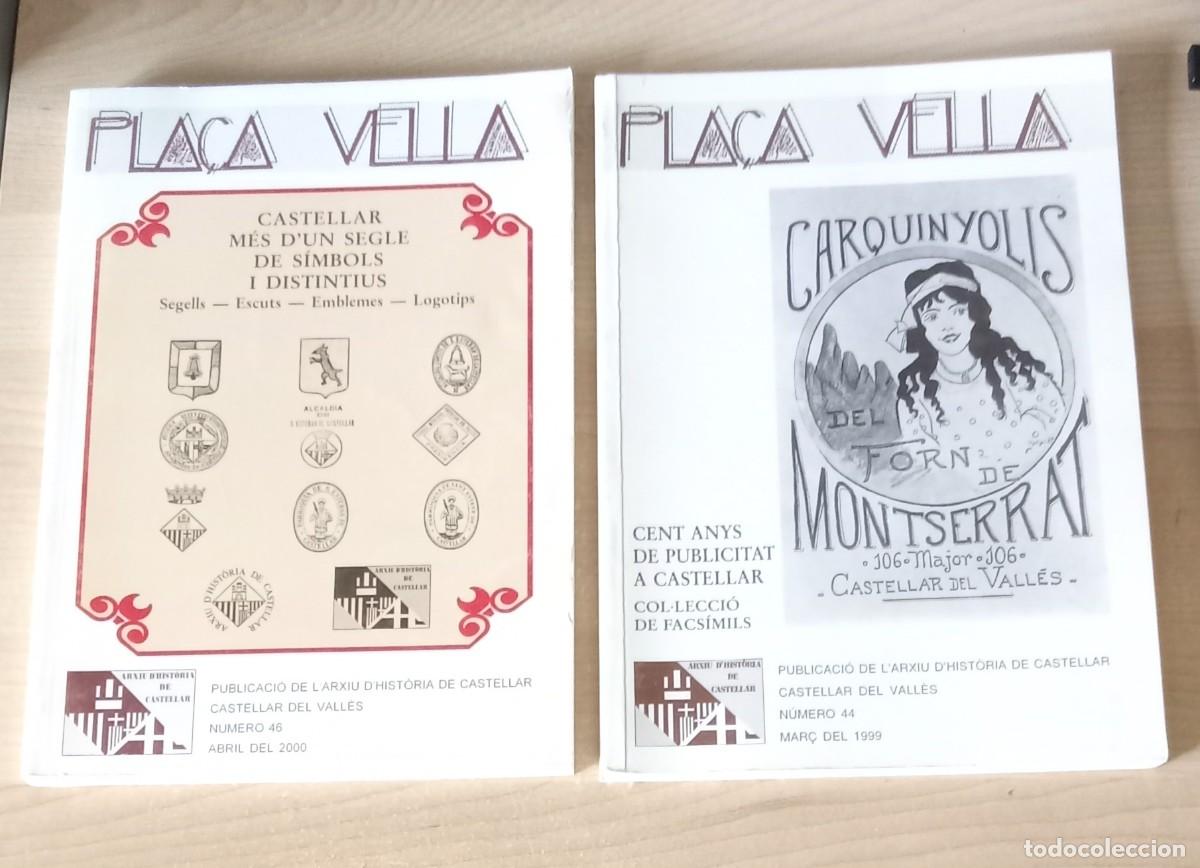 PLAÇA VELLA
CASTELLAR
MÉS D'UN SEGLE
DE SÍMBOLS
I DISTINTIUS
Segells — Escuts — Emblemes — Logotips
ALCALDIA
S ESTEBAN DE CASTELLAR
ARXIU D'HISTÒRIA DE CASTELLAR
ARXIU D'HISTÒRIA
DE
CASTELLAR
ARXIU D'HISTÒRIA
DE
CASTELLAR
PUBLICACIÓ DE L'ARXIU D'HISTÒRIA DE CASTELLAR
CASTELLAR DEL VALLÈS
NUMERO 46
ABRIL DEL 2000
PLAÇA VELLA
CARQUINYOLIS
DEL
FORN
DE
MONTSERRAT
106 · Major · 106
- CASTELLAR DEL VALLÉS -
CENT ANYS
DE PUBLICITAT
A CASTELLAR
COL·LECCIÓ
DE FACSÍMILS
ARXIU D'HISTÒRIA
DE
CASTELLAR
PUBLICACIÓ DE L'ARXIU D'HISTÒRIA DE CASTELLAR
CASTELLAR DEL VALLÈS
NÚMERO 44
MARÇ DEL 1999
todocoleccion